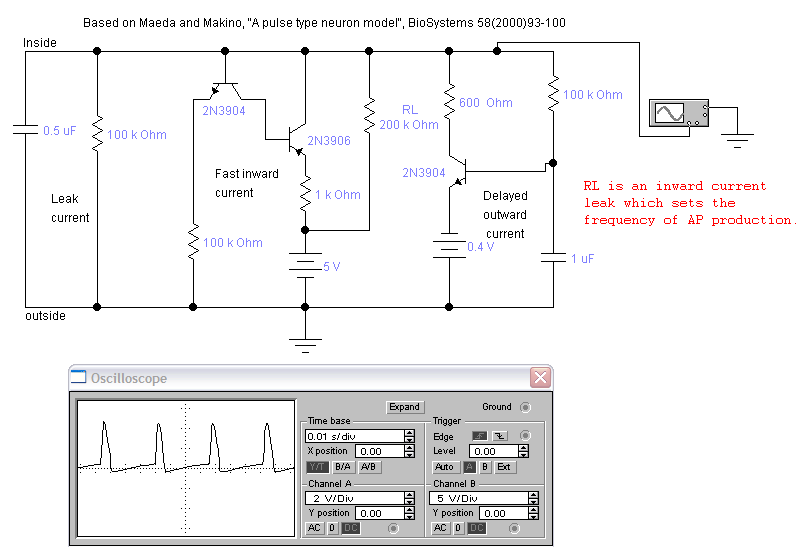 Based on Maeda and Makino, "A pulse type neuron model", BioSystems 58(2000)93-100
Inside
0.5 uF
100 k Ohm
Leak
current
2N3904
100 k Ohm
Fast inward
current
2N3906
1 k Ohm
5 V
RL
200 k Ohm
600 Ohm
2N3904
Delayed
outward
current
0.4 V
100 k Ohm
1 uF
RL is an inward current
leak which sets the
frequency of AP production.
outside
Oscilloscope
Expand
Ground
Time base
0.01 s/div
X position 0.00
Y/T B/A A/B
Trigger
Edge
Level 0.00
Auto A B Ext
Channel A
2 V/Div
Y position 0.00
AC 0 DC
Channel B
5 V/Div
Y position 0.00
AC 0 DC